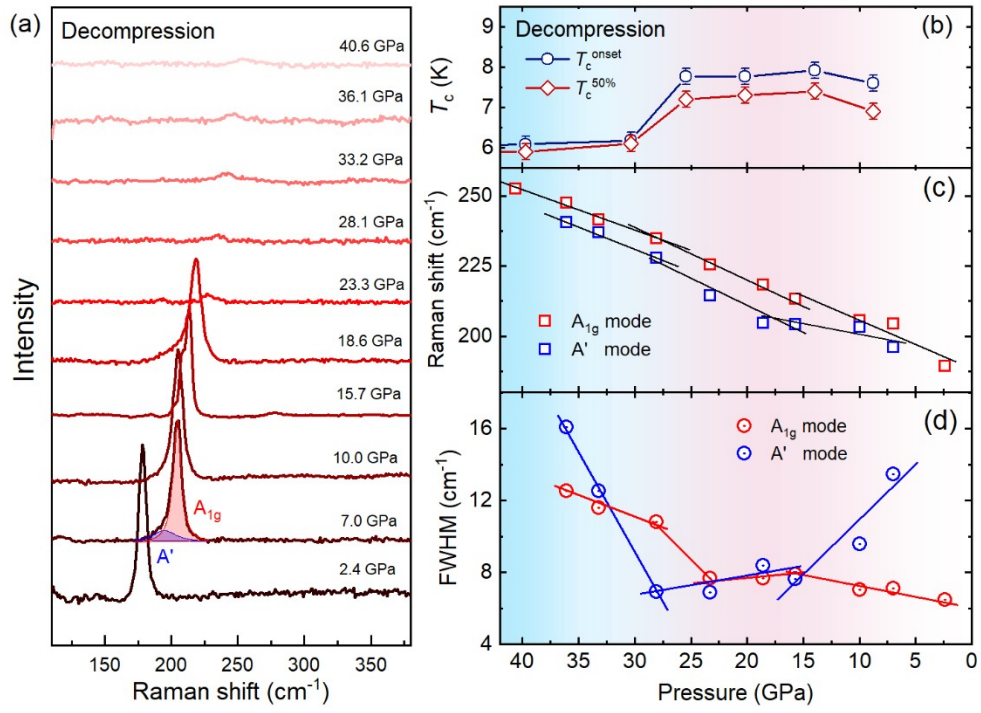 (a)
Decompression
40.6 GPa
36.1 GPa
33.2 GPa
28.1 GPa
23.3 GPa
18.6 GPa
15.7 GPa
10.0 GPa
A1g
7.0 GPa
A'
2.4 GPa
Intensity
150 200 250 300 350
Raman shift (cm-1)
(b)
Decompression
Tc onset
Tc 50%
Tc (K)
9
8
7
6
(c)
Raman shift (cm-1)
250
225
200
A1g mode
A' mode
(d)
FWHM (cm-1)
16
12
8
4
A1g mode
A' mode
40 35 30 25 20 15 10 5 0
Pressure (GPa)